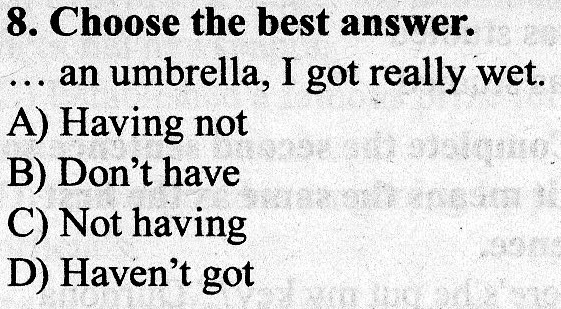 8. Choose the best answer.
… an umbrella, I got really wet.
A) Having not
B) Don't have
C) Not having
D) Haven't got